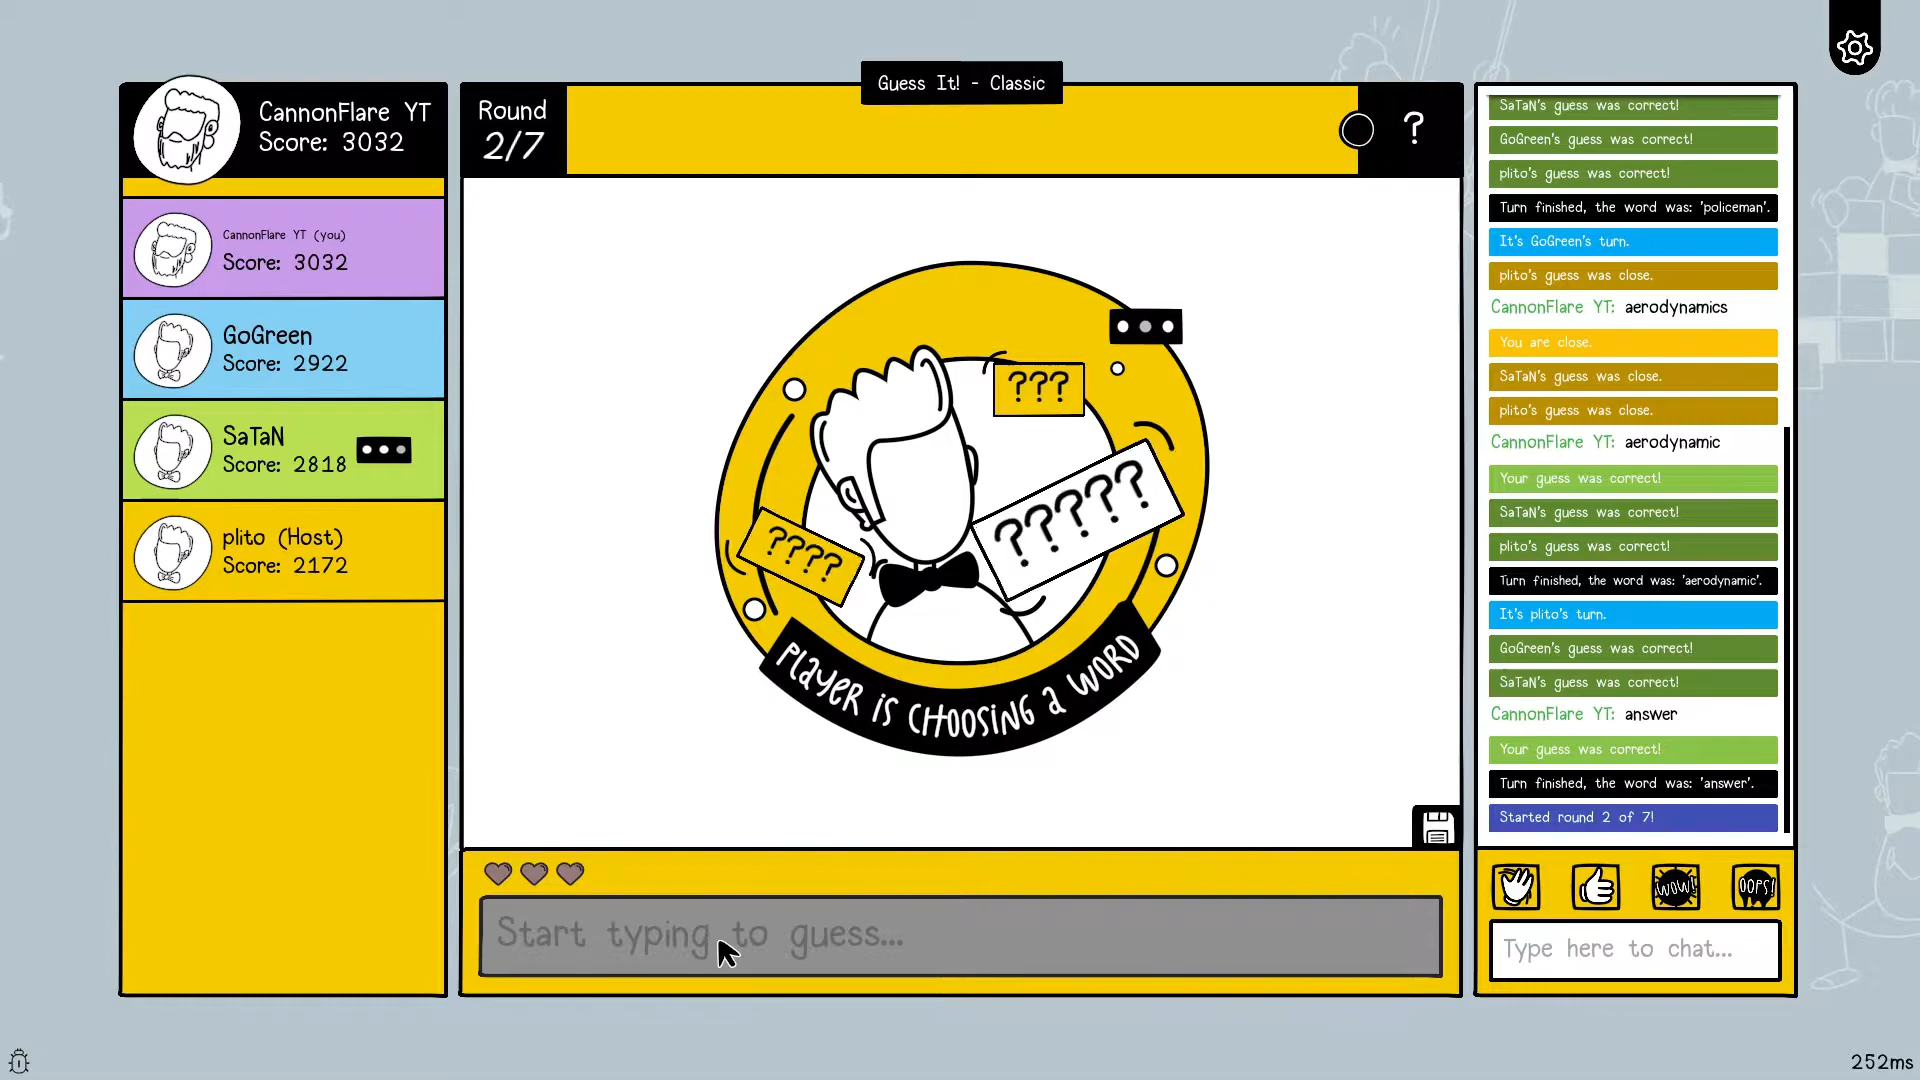 Guess It! - Classic
CannonFlare YT
Score: 3032
CannonFlare YT (you)
Score: 3032
GoGreen
Score: 2922
SaTaN
Score: 2818
plito (Host)
Score: 2172
Round
2/7
?
???
????
?????
PLAYER IS CHOOSING A WORD
Start typing to guess...
SaTaN's guess was correct!
GoGreen's guess was correct!
plito's guess was correct!
Turn finished, the word was: 'policeman'.
It's GoGreen's turn.
plito's guess was close.
CannonFlare YT: aerodynamics
You are close.
SaTaN's guess was close.
plito's guess was close.
CannonFlare YT: aerodynamic
Your guess was correct!
SaTaN's guess was correct!
plito's guess was correct!
Turn finished, the word was: 'aerodynamic'.
It's plito's turn.
GoGreen's guess was correct!
SaTaN's guess was correct!
CannonFlare YT: answer
Your guess was correct!
Turn finished, the word was: 'answer'.
Started round 2 of 7!
WOW!
OOPS!
Type here to chat...
252ms